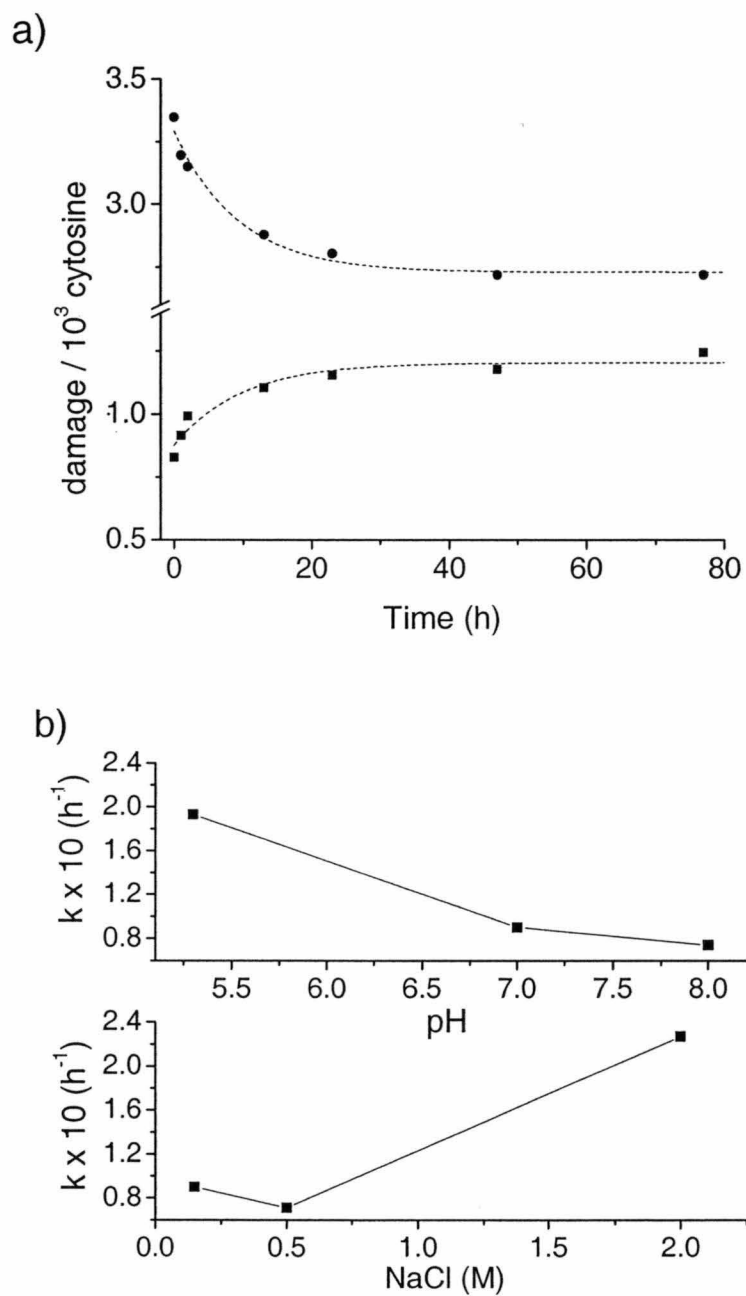 a)
3.5
3.0
1.0
0.5
damage / 10³ cytosine
0 20 40 60 80
Time (h)
b)
2.4
2.0
1.6
1.2
0.8
k x 10 (h⁻¹)
5.5 6.0 6.5 7.0 7.5 8.0
pH
2.4
2.0
1.6
1.2
0.8
k x 10 (h⁻¹)
0.0 0.5 1.0 1.5 2.0
NaCl (M)